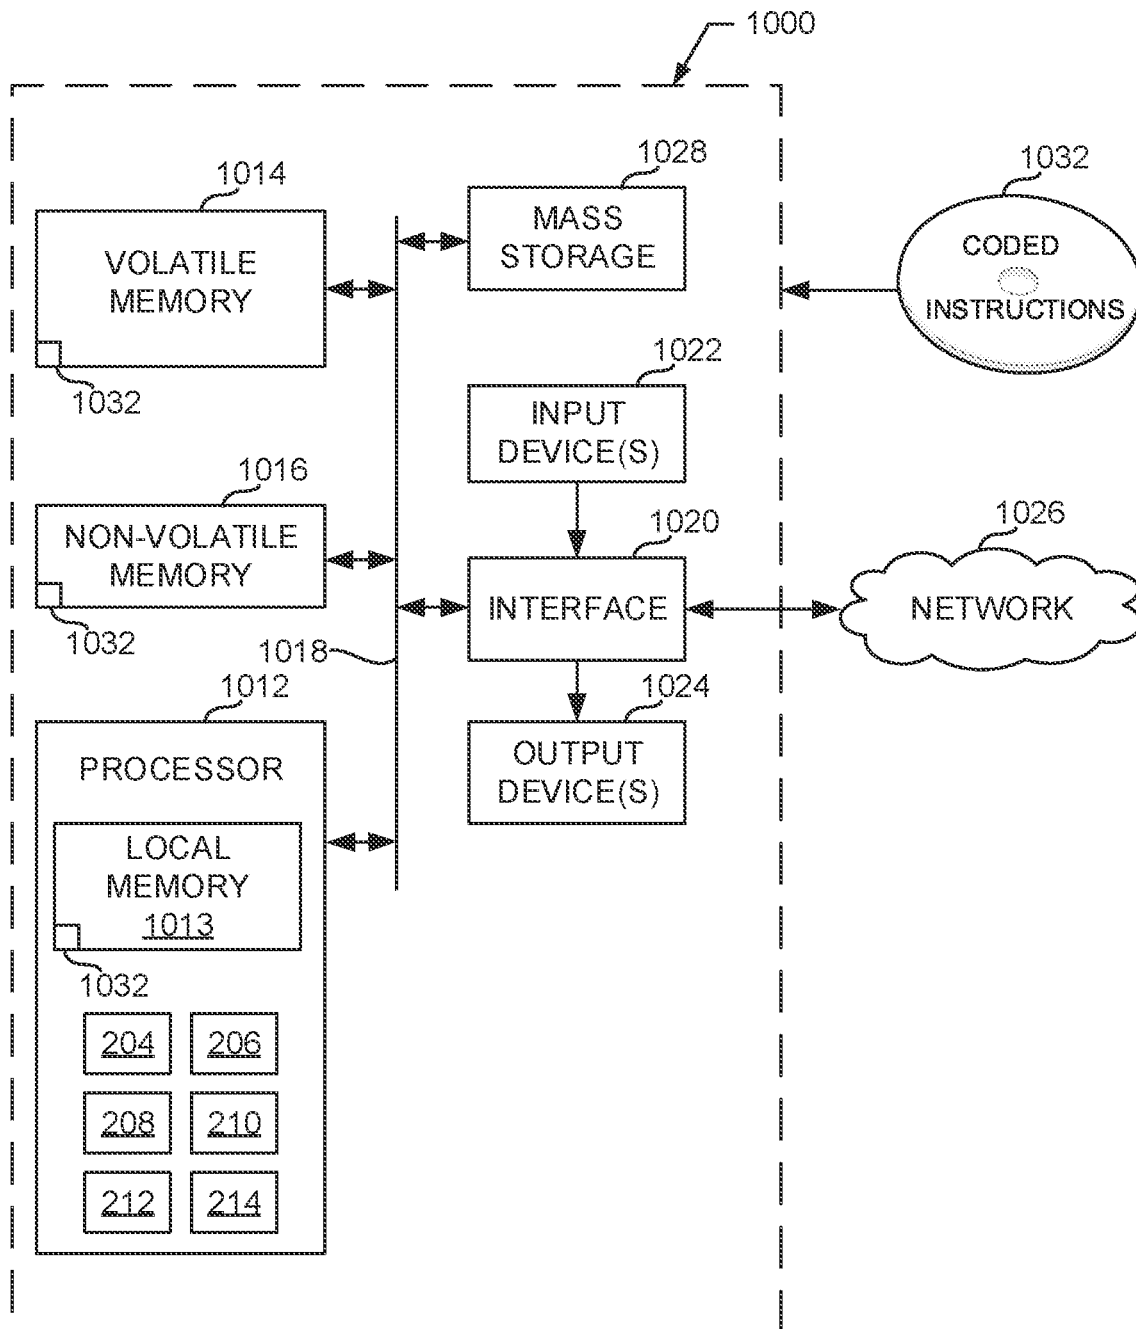 1000
1014
VOLATILE
MEMORY
1032
1028
MASS
STORAGE
1032
CODED
INSTRUCTIONS
1022
INPUT
DEVICE(S)
1016
NON-VOLATILE
MEMORY
1032
1018
1020
INTERFACE
1026
NETWORK
1024
OUTPUT
DEVICE(S)
1012
PROCESSOR
LOCAL
MEMORY
1013
1032
204
206
208
210
212
214